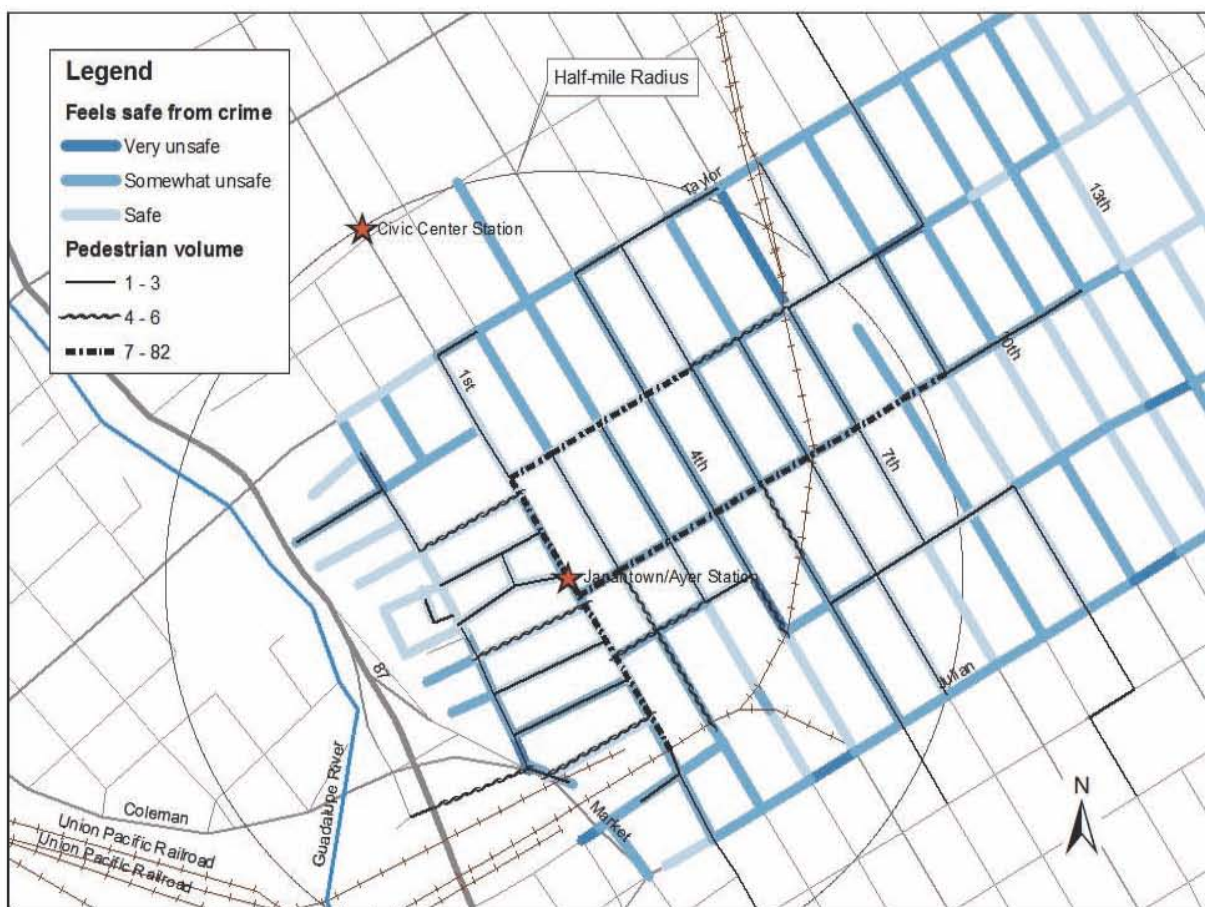 Legend
Feels safe from crime
Very unsafe
Somewhat unsafe
Safe
Pedestrian volume
1 - 3
4 - 6
7 - 82
Half-mile Radius
Taylor
Civic Center Station
13th
1st
10th
4th
7th
Japantown/Ayer Station
87
Julian
Guadalupe River
Coleman
Union Pacific Railroad
Union Pacific Railroad
Market
N